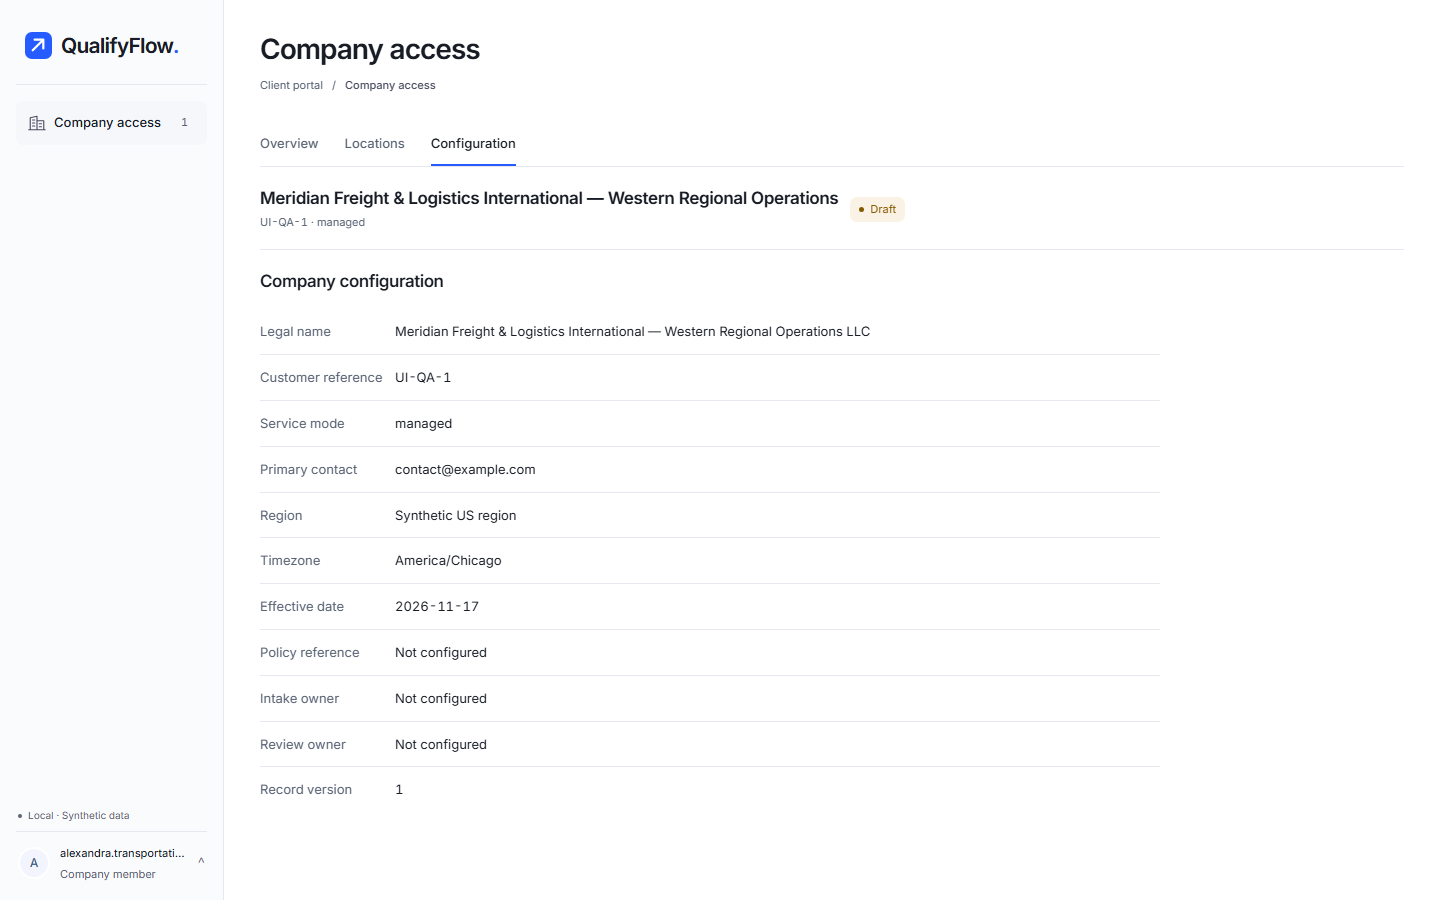 QualifyFlow.
Company access 1
Local · Synthetic data
A
alexandra.transportati... ^
Company member
Company access
Client portal / Company access
Overview Locations Configuration
Meridian Freight & Logistics International — Western Regional Operations
Draft
UI-QA-1 · managed
Company configuration
Legal name Meridian Freight & Logistics International — Western Regional Operations LLC
Customer reference UI-QA-1
Service mode managed
Primary contact contact@example.com
Region Synthetic US region
Timezone America/Chicago
Effective date 2026-11-17
Policy reference Not configured
Intake owner Not configured
Review owner Not configured
Record version 1